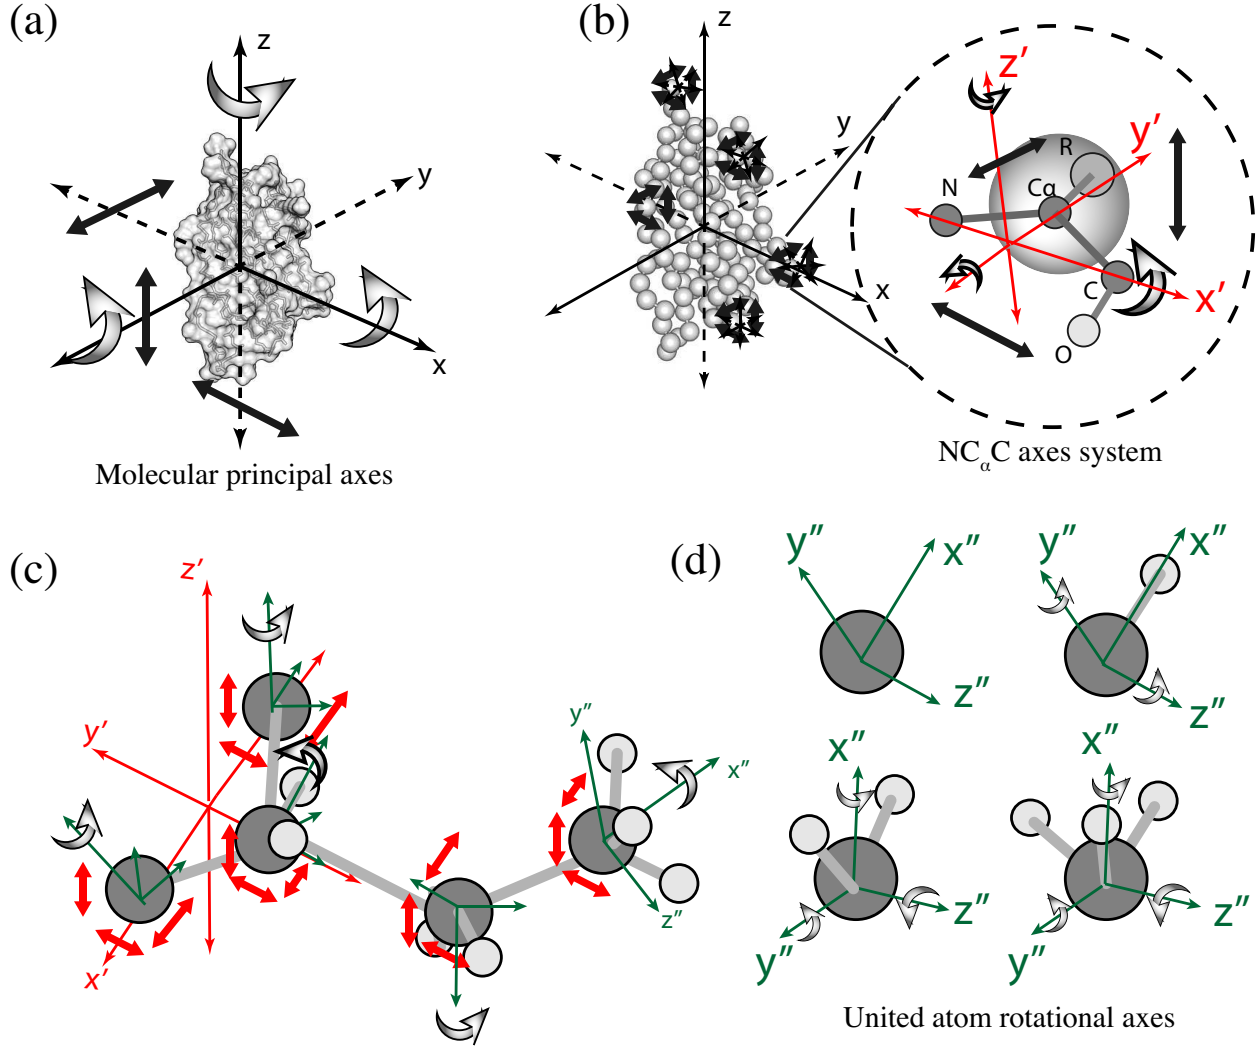 (a)
z
y
x
Molecular principal axes
(b)
z
y
x
z'
y'
R
N
Cα
C
x'
O
NCαC axes system
(c)
z'
y'
x'
y''
x''
z''
(d)
y''
x''
z''
y''
x''
z''
x''
z''
y''
x''
z''
y''
United atom rotational axes